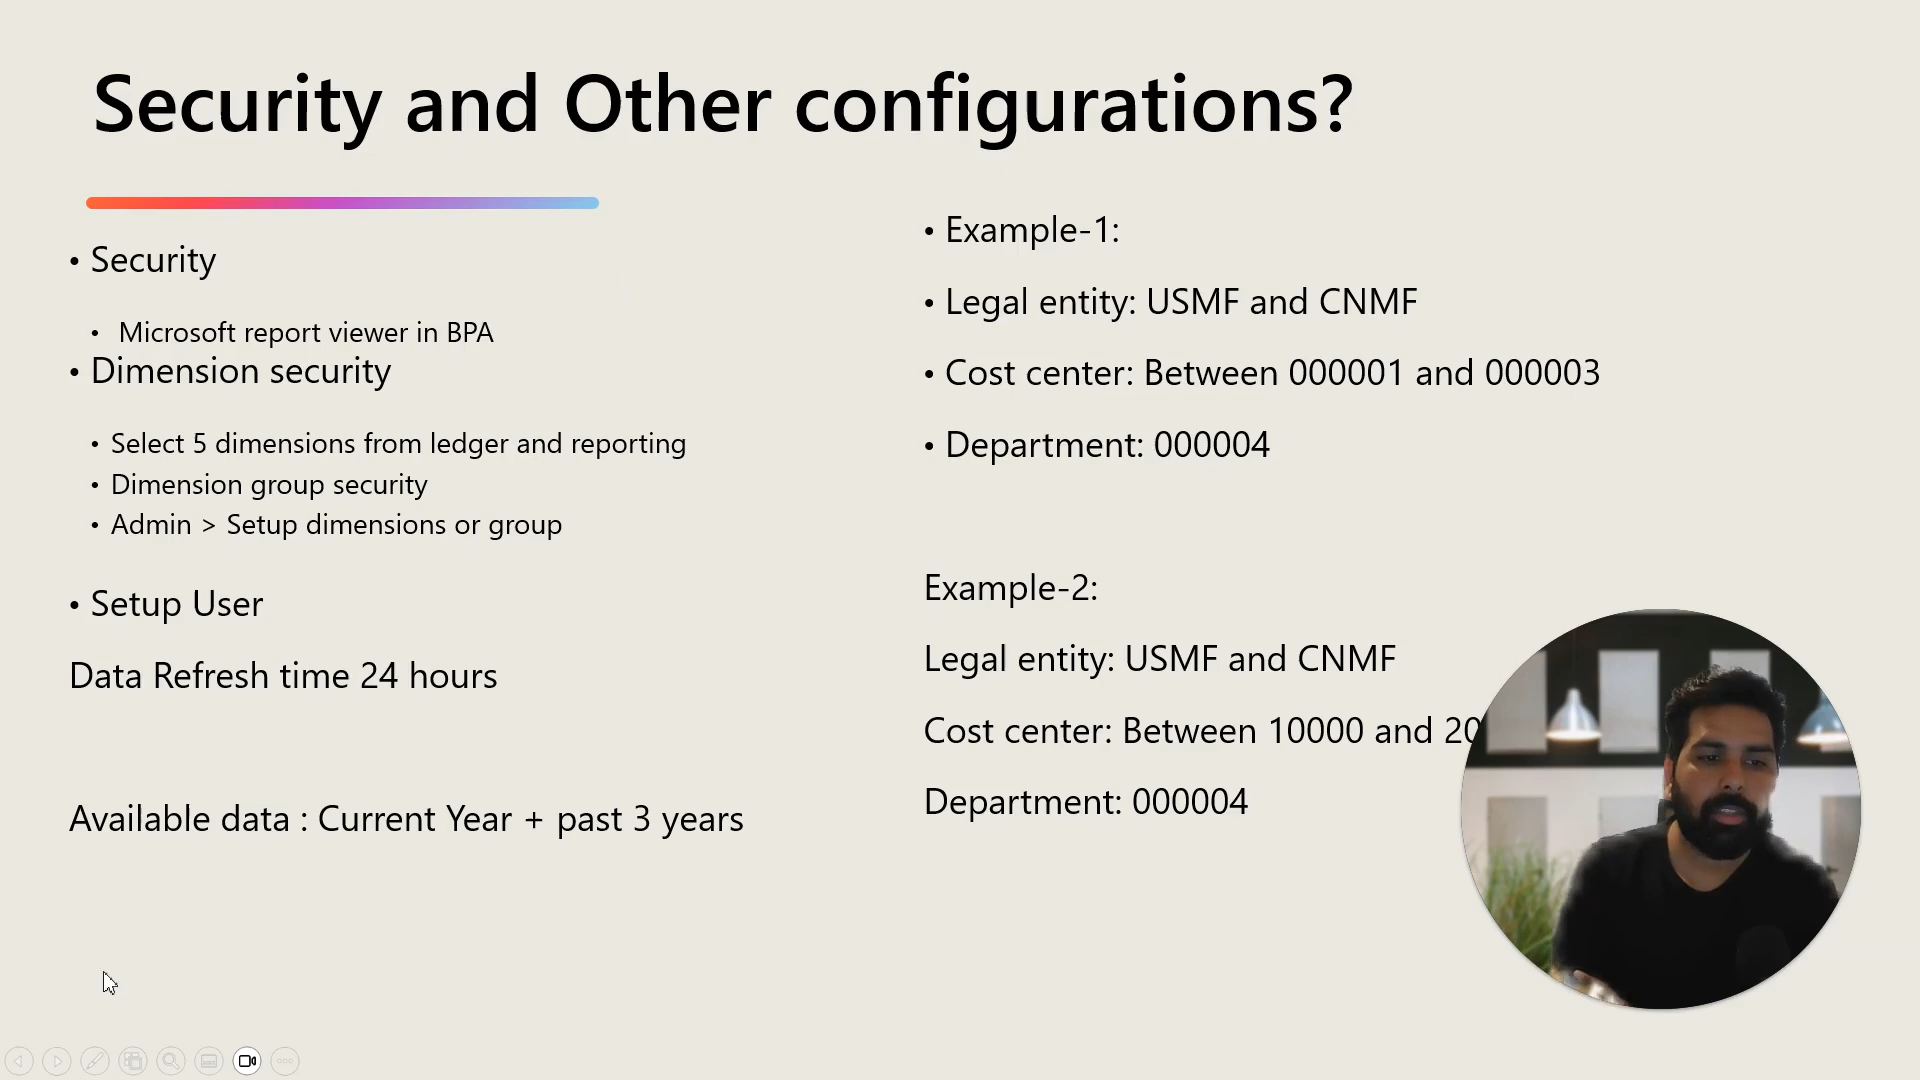 Security and Other configurations?
• Security
• Microsoft report viewer in BPA
• Dimension security
• Select 5 dimensions from ledger and reporting
• Dimension group security
• Admin > Setup dimensions or group
• Setup User
Data Refresh time 24 hours
Available data : Current Year + past 3 years
• Example-1:
• Legal entity: USMF and CNMF
• Cost center: Between 000001 and 000003
• Department: 000004
Example-2:
Legal entity: USMF and CNMF
Cost center: Between 10000 and
Department: 000004